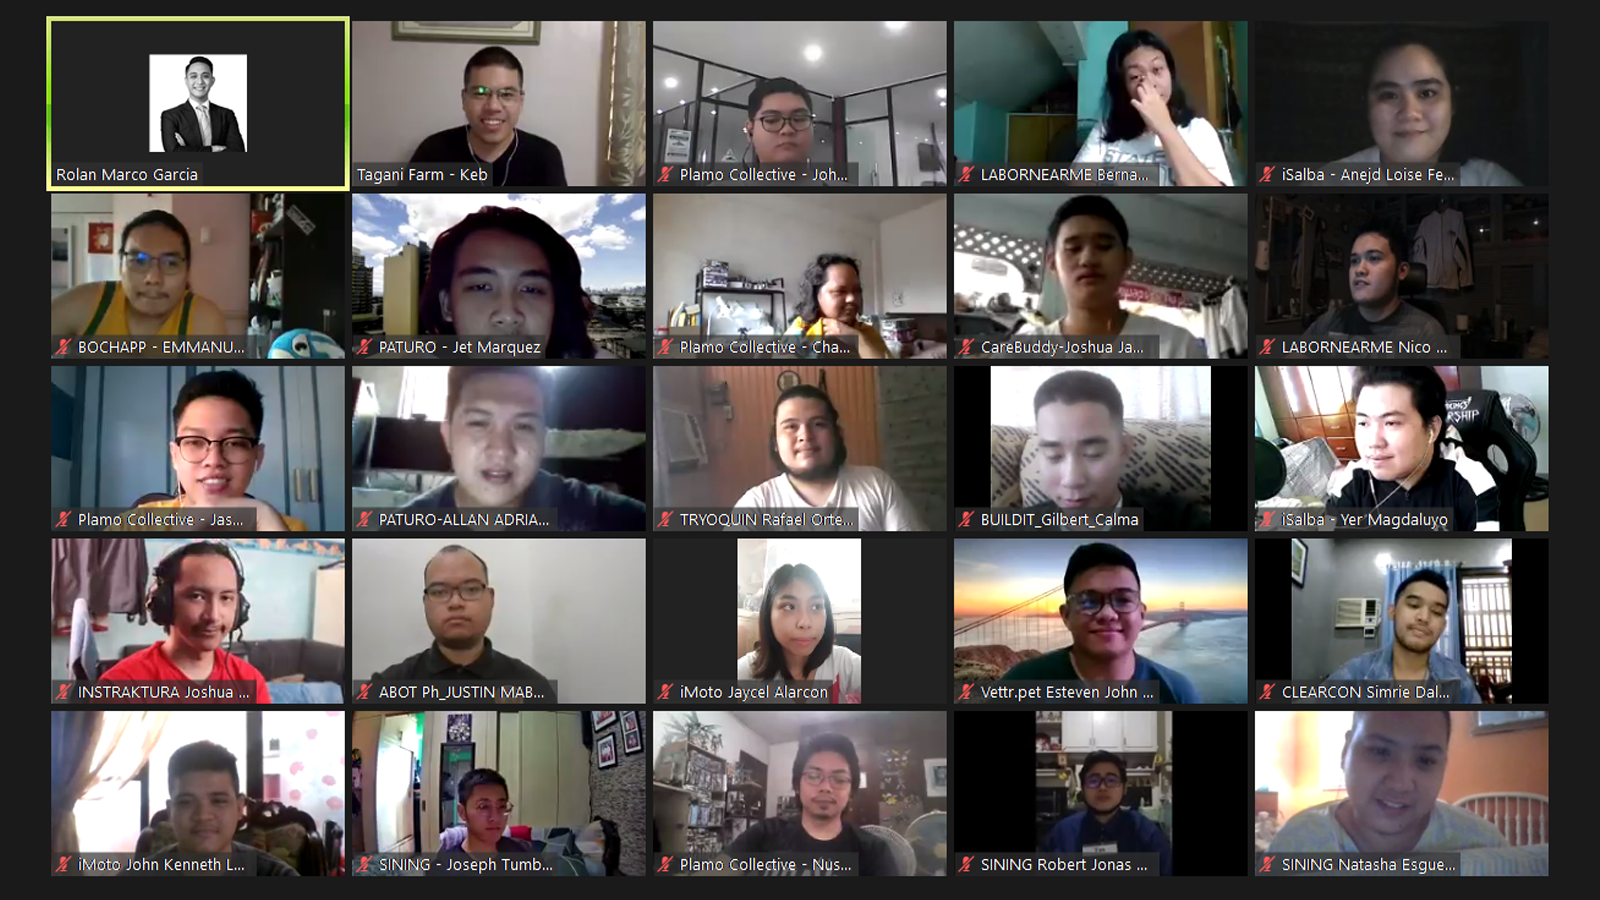 Rolan Marco Garcia
Tagani Farm - Keb
Plamo Collective - Joh...
LABORNEARME Berna...
iSalba - Anejd Loise Fe...
BOCHAPP - EMMANU...
PATURO - Jet Marquez
Plamo Collective - Cha...
CareBuddy-Joshua Ja...
LABORNEARME Nico ...
Plamo Collective - Jas...
PATURO-ALLAN ADRIA...
TRYOQUIN Rafael Orte...
BUILDIT_Gilbert_Calma
iSalba - Yer Magdaluyo
INSTRAKTURA Joshua ...
ABOT Ph_JUSTIN MAB...
iMoto Jaycel Alarcon
Vettr.pet Esteven John ...
CLEARCON Simrie Dal...
iMoto John Kenneth L...
SINING - Joseph Tumb...
Plamo Collective - Nus...
SINING Robert Jonas ...
SINING Natasha Esgue...